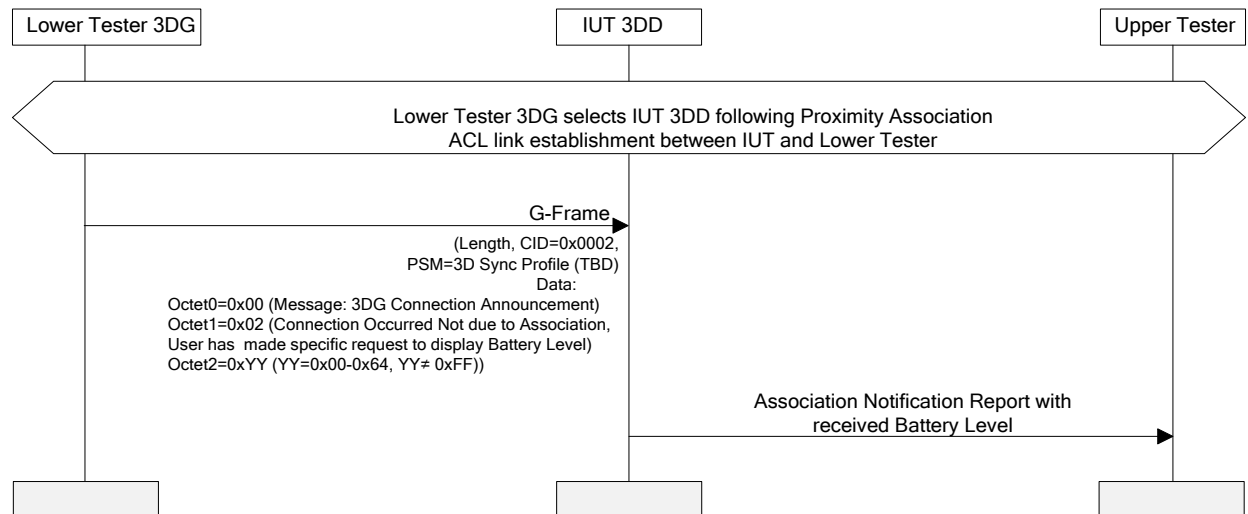 Lower Tester 3DG
IUT 3DD
Upper Tester
Lower Tester 3DG selects IUT 3DD following Proximity Association
ACL link establishment between IUT and Lower Tester
G-Frame
(Length, CID=0x0002,
PSM=3D Sync Profile (TBD)
Data:
Octet0=0x00 (Message: 3DG Connection Announcement)
Octet1=0x02 (Connection Occurred Not due to Association,
User has made specific request to display Battery Level)
Octet2=0xYY (YY=0x00-0x64, YY≠ 0xFF))
Association Notification Report with
received Battery Level